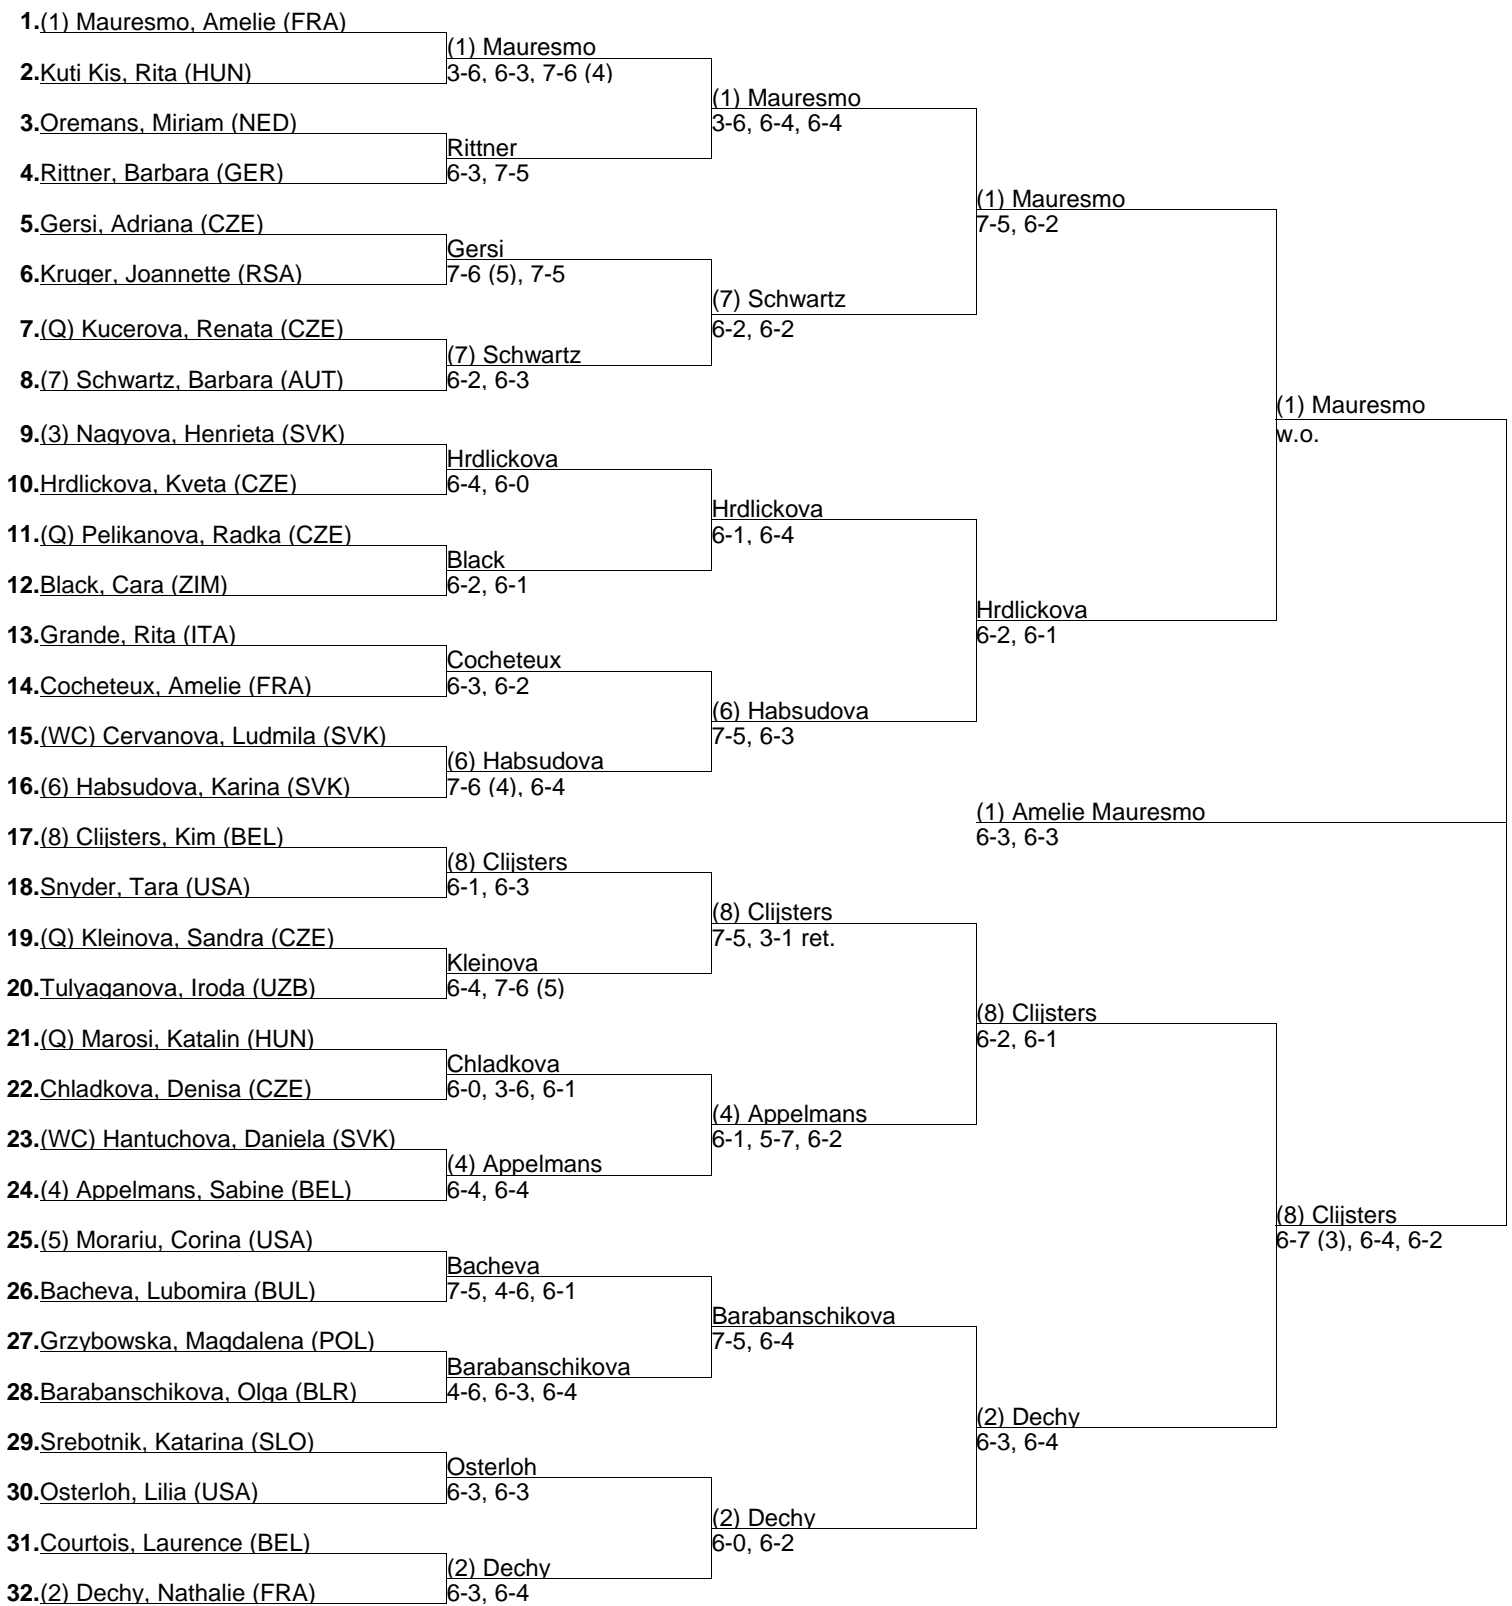 1.(1) Mauresmo, Amelie (FRA)
(1) Mauresmo
2.Kuti Kis, Rita (HUN)
3-6, 6-3, 7-6 (4)
(1) Mauresmo
3.Oremans, Miriam (NED)
3-6, 6-4, 6-4
Rittner
4.Rittner, Barbara (GER)
6-3, 7-5
(1) Mauresmo
5.Gersi, Adriana (CZE)
7-5, 6-2
Gersi
6.Kruger, Joannette (RSA)
7-6 (5), 7-5
(7) Schwartz
7.(Q) Kucerova, Renata (CZE)
6-2, 6-2
(7) Schwartz
8.(7) Schwartz, Barbara (AUT)
6-2, 6-3
(1) Mauresmo
9.(3) Nagyova, Henrieta (SVK)
w.o.
Hrdlickova
10.Hrdlickova, Kveta (CZE)
6-4, 6-0
Hrdlickova
11.(Q) Pelikanova, Radka (CZE)
6-1, 6-4
Black
12.Black, Cara (ZIM)
6-2, 6-1
Hrdlickova
13.Grande, Rita (ITA)
6-2, 6-1
Cocheteux
14.Cocheteux, Amelie (FRA)
6-3, 6-2
(6) Habsudova
15.(WC) Cervanova, Ludmila (SVK)
7-5, 6-3
(6) Habsudova
16.(6) Habsudova, Karina (SVK)
7-6 (4), 6-4
(1) Amelie Mauresmo
17.(8) Clijsters, Kim (BEL)
6-3, 6-3
(8) Clijsters
18.Snyder, Tara (USA)
6-1, 6-3
(8) Clijsters
19.(Q) Kleinova, Sandra (CZE)
7-5, 3-1 ret.
Kleinova
20.Tulyaganova, Iroda (UZB)
6-4, 7-6 (5)
(8) Clijsters
21.(Q) Marosi, Katalin (HUN)
6-2, 6-1
Chladkova
22.Chladkova, Denisa (CZE)
6-0, 3-6, 6-1
(4) Appelmans
23.(WC) Hantuchova, Daniela (SVK)
6-1, 5-7, 6-2
(4) Appelmans
24.(4) Appelmans, Sabine (BEL)
6-4, 6-4
(8) Clijsters
25.(5) Morariu, Corina (USA)
6-7 (3), 6-4, 6-2
Bacheva
26.Bacheva, Lubomira (BUL)
7-5, 4-6, 6-1
Barabanschikova
27.Grzybowska, Magdalena (POL)
7-5, 6-4
Barabanschikova
28.Barabanschikova, Olga (BLR)
4-6, 6-3, 6-4
(2) Dechy
29.Srebotnik, Katarina (SLO)
6-3, 6-4
Osterloh
30.Osterloh, Lilia (USA)
6-3, 6-3
(2) Dechy
31.Courtois, Laurence (BEL)
6-0, 6-2
(2) Dechy
32.(2) Dechy, Nathalie (FRA)
6-3, 6-4